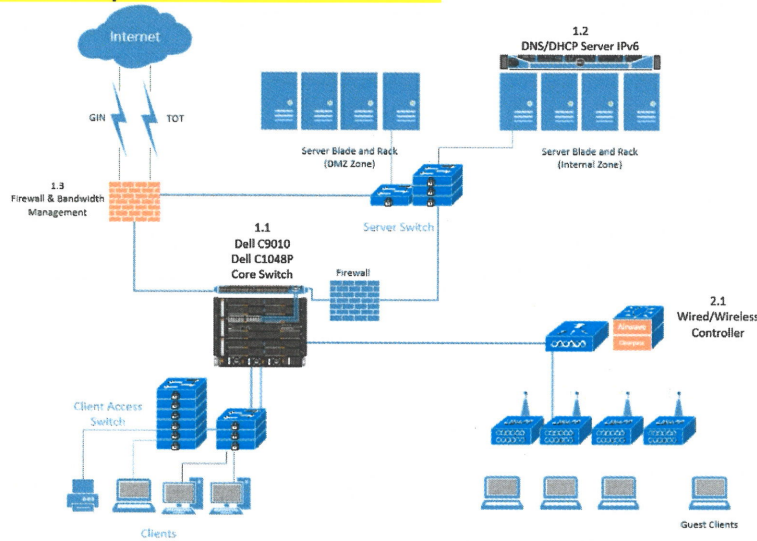 Internet
GIN
TOT
1.2
DNS/DHCP Server IPv6
Server Blade and Rack
(DMZ Zone)
Server Blade and Rack
(Internal Zone)
1.3
Firewall & Bandwidth
Management
Server Switch
1.1
Dell C9010
Dell C1048P
Core Switch
Firewall
2.1
Wired/Wireless
Controller
Airwave
Clearpass
Client Access
Switch
Clients
Guest Clients